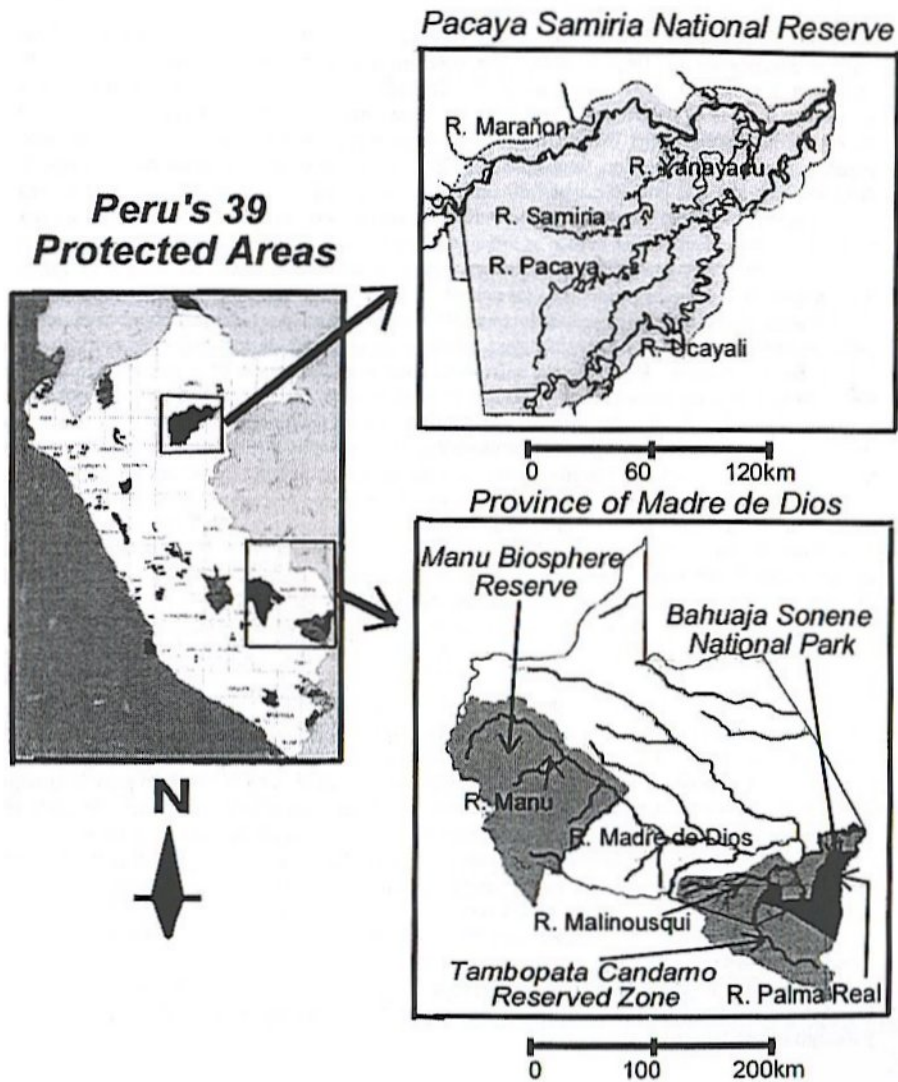 Pacaya Samiria National Reserve
R. Marañon
R. Yanayacu
R. Samiria
R. Pacaya
R. Ucayali
0 60 120km
Peru's 39
Protected Areas
N
Province of Madre de Dios
Manu Biosphere
Reserve
Bahuaja Sonene
National Park
R. Manu
R. Madre de Dios
R. Malinousqui
Tambopata Candamo
Reserved Zone
R. Palma Real
0 100 200km